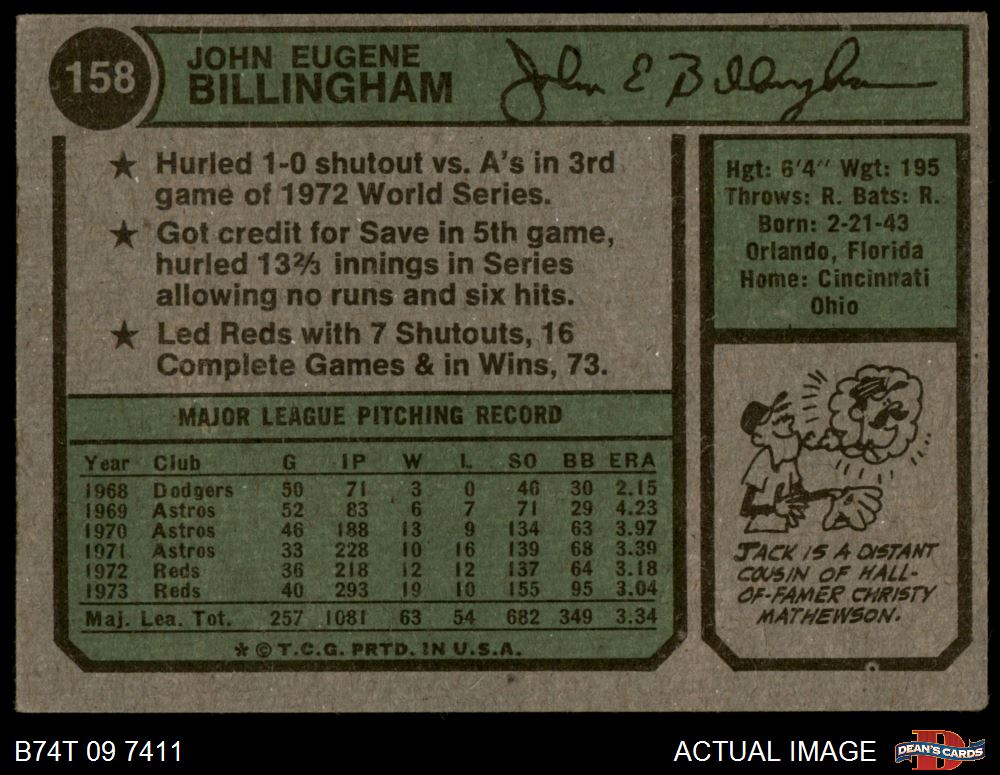 158
JOHN EUGENE
BILLINGHAM
John E Billingham
★ Hurled 1-0 shutout vs. A's in 3rd
game of 1972 World Series.
★ Got credit for Save in 5th game,
hurled 13⅔ innings in Series
allowing no runs and six hits.
★ Led Reds with 7 Shutouts, 16
Complete Games & in Wins, 73.
MAJOR LEAGUE PITCHING RECORD
Year Club G IP W L SO BB ERA
1968 Dodgers 50 71 3 0 46 30 2.15
1969 Astros 52 83 6 7 71 29 4.23
1970 Astros 46 188 13 9 134 63 3.97
1971 Astros 33 228 10 16 139 68 3.39
1972 Reds 36 218 12 12 137 64 3.18
1973 Reds 40 293 19 10 155 95 3.04
Maj. Lea. Tot. 257 1081 63 54 682 349 3.34
* © T.C.G. PRTD. IN U.S.A.
Hgt: 6'4" Wgt: 195
Throws: R. Bats: R.
Born: 2-21-43
Orlando, Florida
Home: Cincinnati
Ohio
JACK IS A DISTANT
COUSIN OF HALL-
OF-FAMER CHRISTY
MATHEWSON.
B74T 09 7411
ACTUAL IMAGE
DEAN'S CARDS